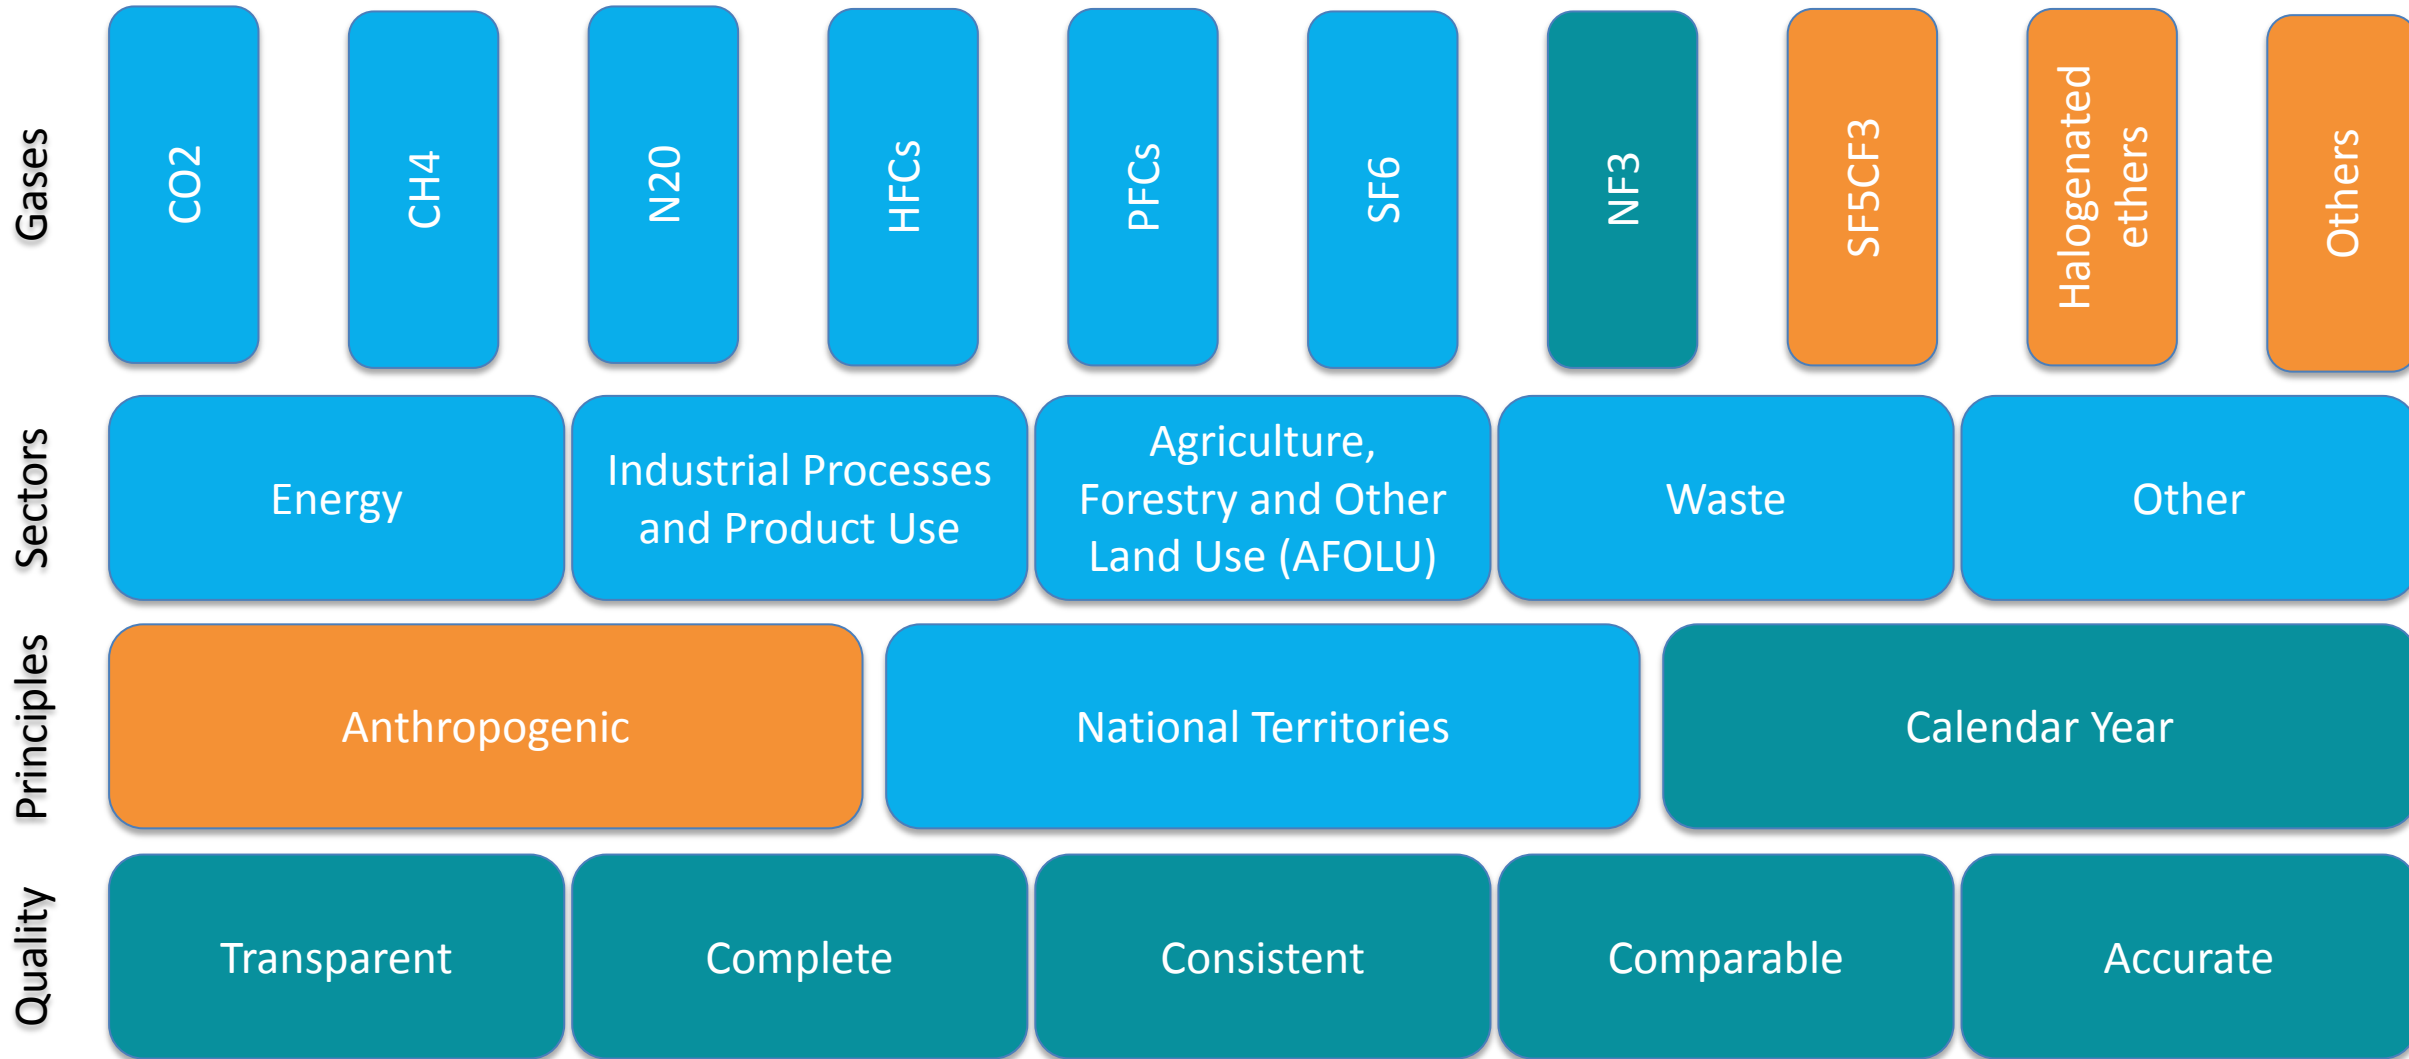 Gases
CO2
CH4
N20
HFCs
PFCs
SF6
NF3
SF5CF3
Halogenated
ethers
Others
Sectors
Energy
Industrial Processes
and Product Use
Agriculture,
Forestry and Other
Land Use (AFOLU)
Waste
Other
Principles
Anthropogenic
National Territories
Calendar Year
Quality
Transparent
Complete
Consistent
Comparable
Accurate